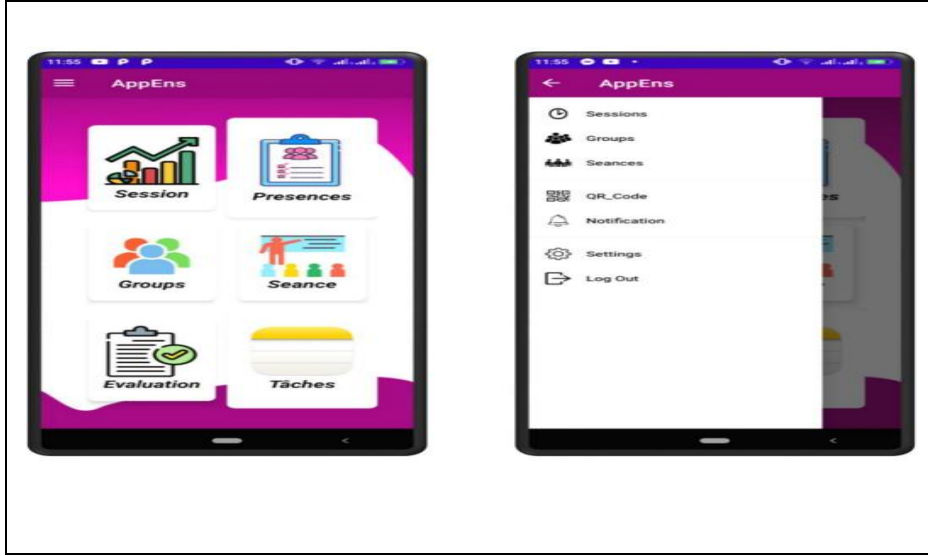 11:55
AppEns
Session
Presences
Groups
Seance
Evaluation
Tâches
11:55
AppEns
Sessions
Groups
Seances
QR_Code
Notification
Settings
Log Out